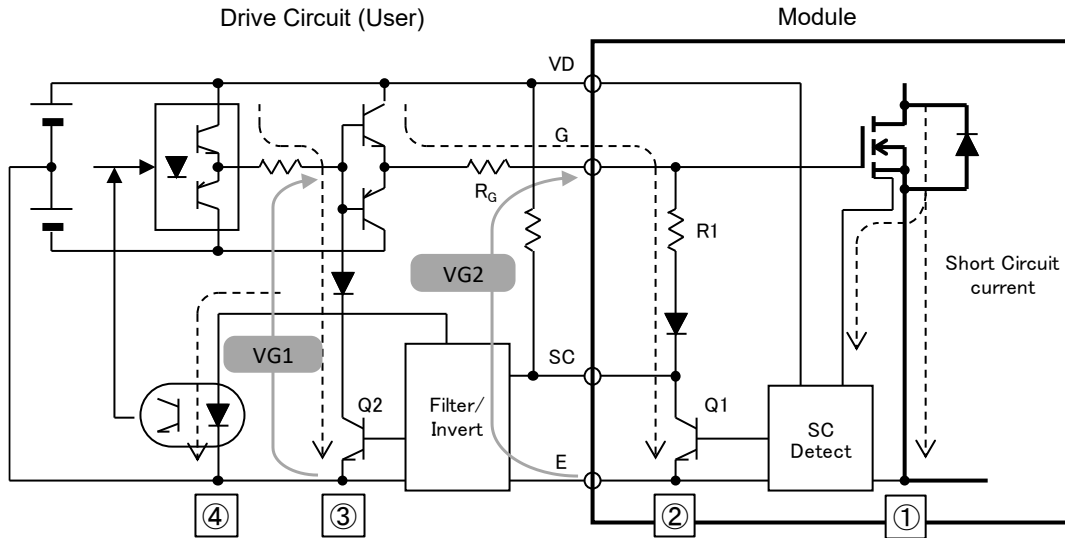 Drive Circuit (User)
Module
VD
G
RG
R1
VG2
Short Circuit
current
VG1
SC
Filter/
Invert
Q2
Q1
SC
Detect
E
④
③
②
①